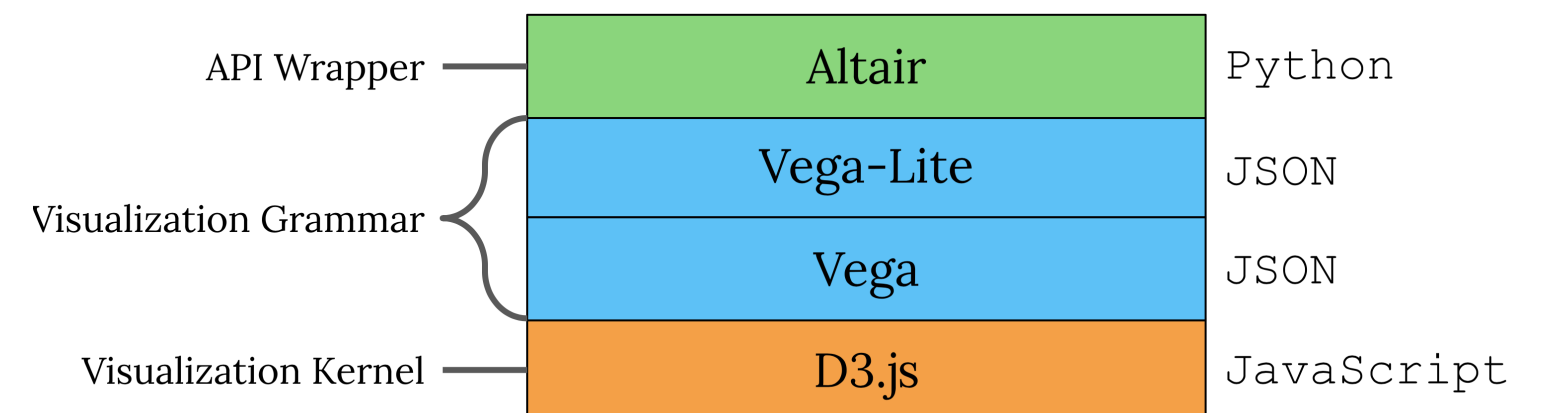 API Wrapper
Altair
Python
Vega-Lite
JSON
Visualization Grammar
Vega
JSON
Visualization Kernel
D3.js
JavaScript